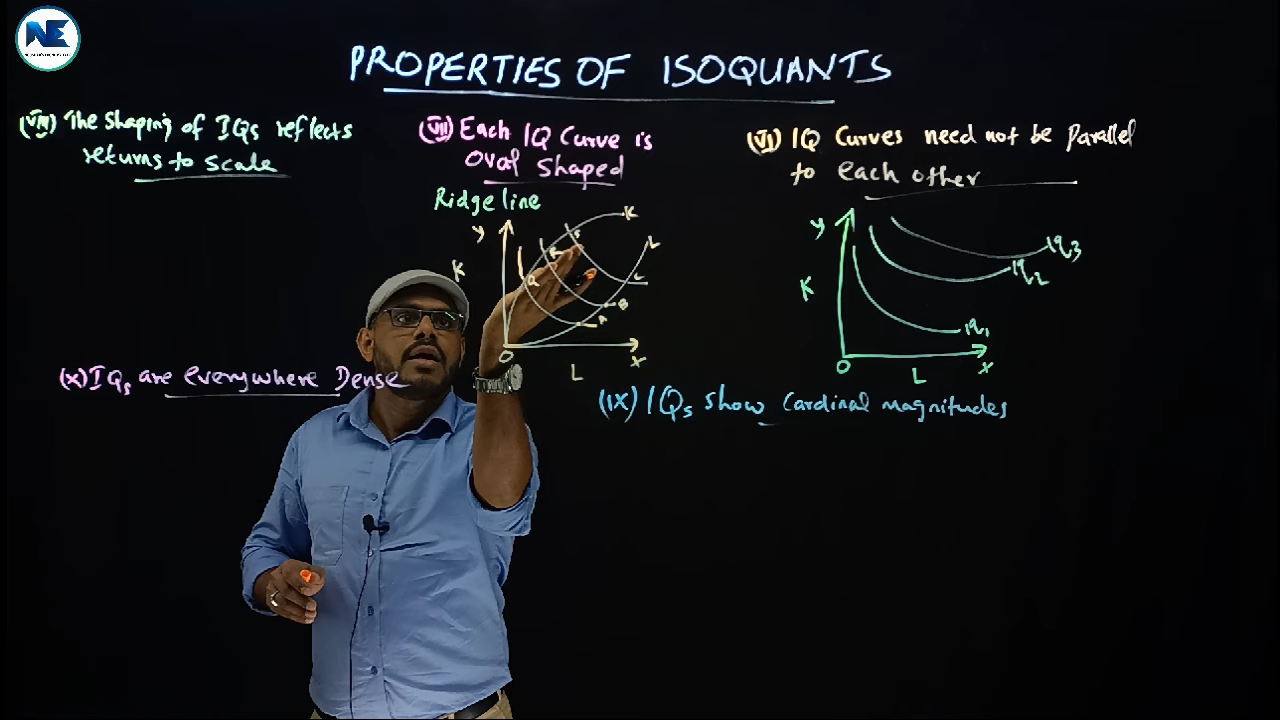 NE
PROPERTIES OF ISOQUANTS
(VIII) The Shaping of IQs reflects
returns to scale
(VII) Each IQ Curve is
Oval Shaped
Ridge line
y
K
K
L
S
R
Q
C
B
A
O
L
x
(VI) IQ Curves need not be Parallel
to each other
y
K
IQ3
IQ2
IQ1
O
L
x
(X) IQs are everywhere Dense
(IX) IQs show Cardinal magnitudes